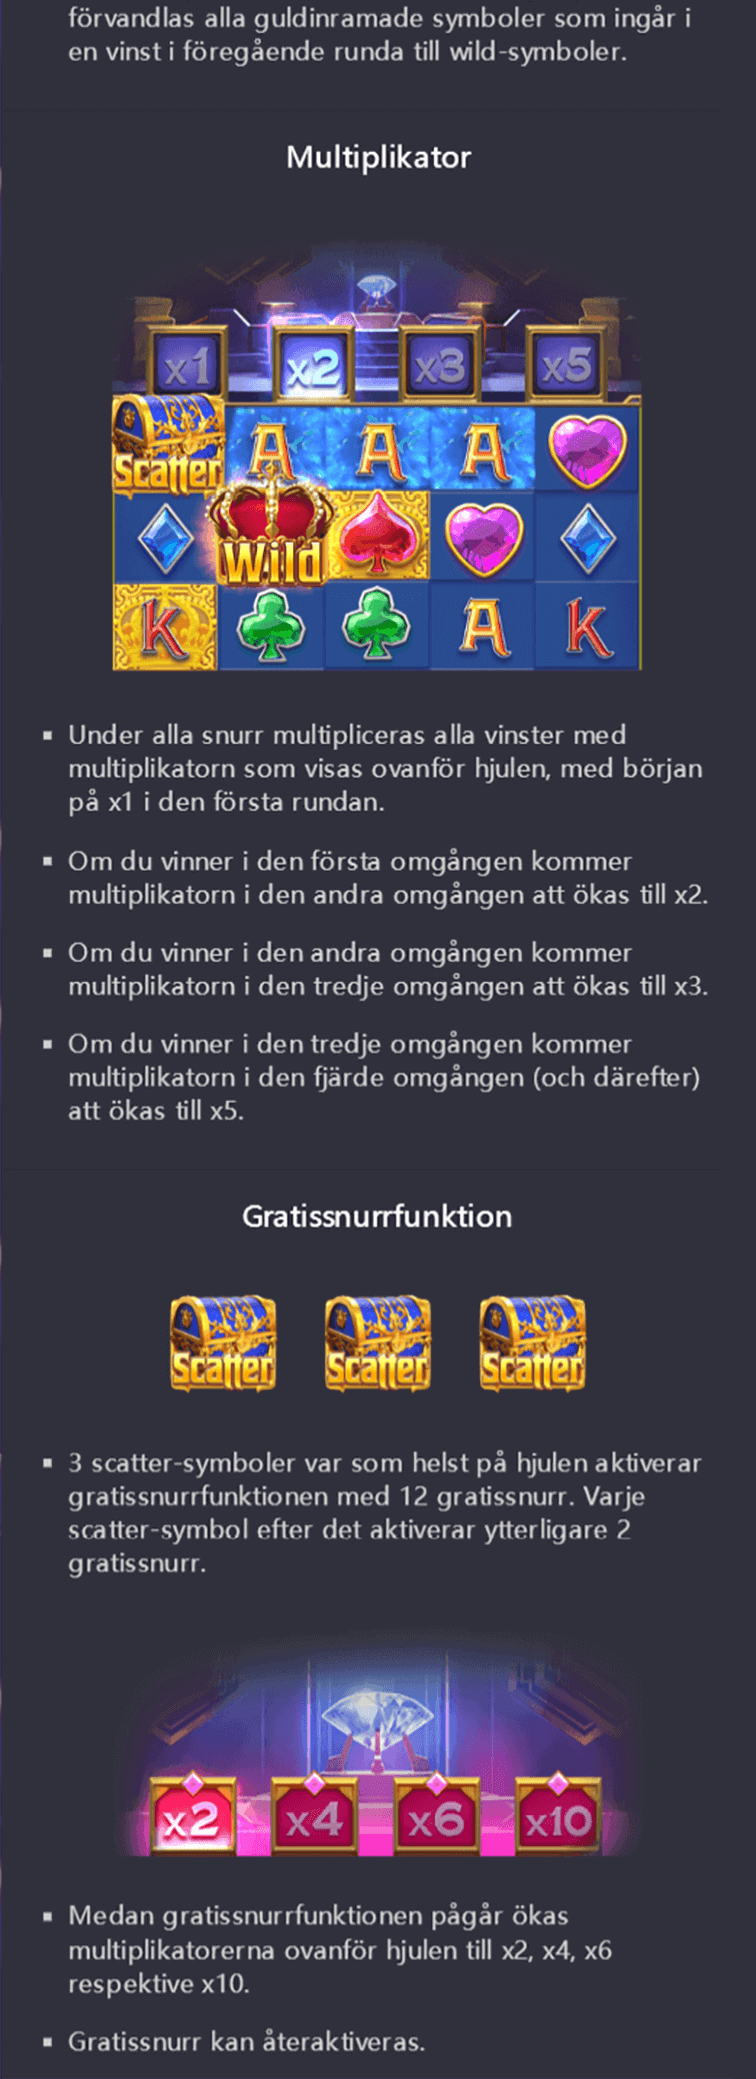 förvandlas alla guldinramade symboler som ingår i
en vinst i föregående runda till wild-symboler.
Multiplikator
x1 x2 x3 x5
Scatter A A A
Wild
K A K
▪ Under alla snurr multipliceras alla vinster med
multiplikatorn som visas ovanför hjulen, med början
på x1 i den första rundan.
▪ Om du vinner i den första omgången kommer
multiplikatorn i den andra omgången att ökas till x2.
▪ Om du vinner i den andra omgången kommer
multiplikatorn i den tredje omgången att ökas till x3.
▪ Om du vinner i den tredje omgången kommer
multiplikatorn i den fjärde omgången (och därefter)
att ökas till x5.
Gratissnurrfunktion
Scatter Scatter Scatter
▪ 3 scatter-symboler var som helst på hjulen aktiverar
gratissnurrfunktionen med 12 gratissnurr. Varje
scatter-symbol efter det aktiverar ytterligare 2
gratissnurr.
x2 x4 x6 x10
▪ Medan gratissnurrfunktionen pågår ökas
multiplikatorerna ovanför hjulen till x2, x4, x6
respektive x10.
▪ Gratissnurr kan återaktiveras.